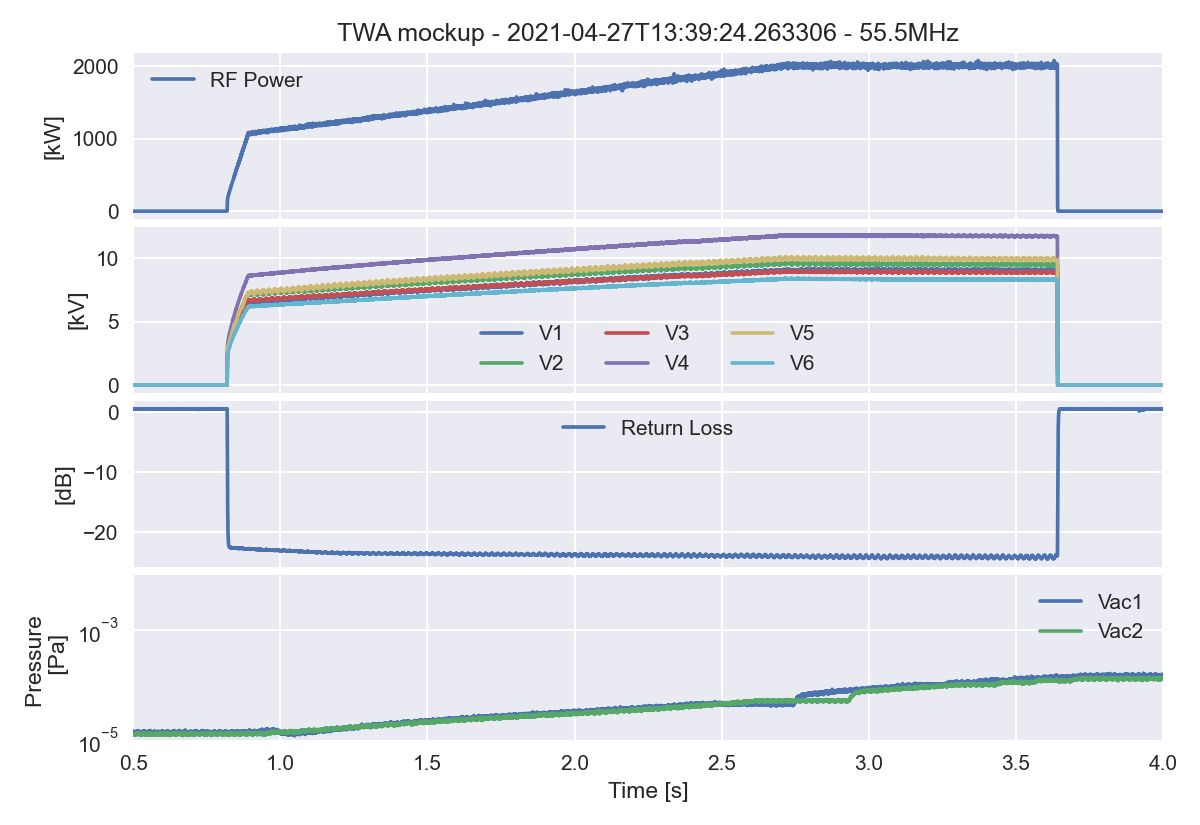 TWA mockup - 2021-04-27T13:39:24.263306 - 55.5MHz
2000
1000
0
[kW]
RF Power
10
5
0
[kV]
V1 V3 V5
V2 V4 V6
0
−10
−20
[dB]
Return Loss
10⁻³
10⁻⁵
Pressure
[Pa]
Vac1
Vac2
0.5 1.0 1.5 2.0 2.5 3.0 3.5 4.0
Time [s]